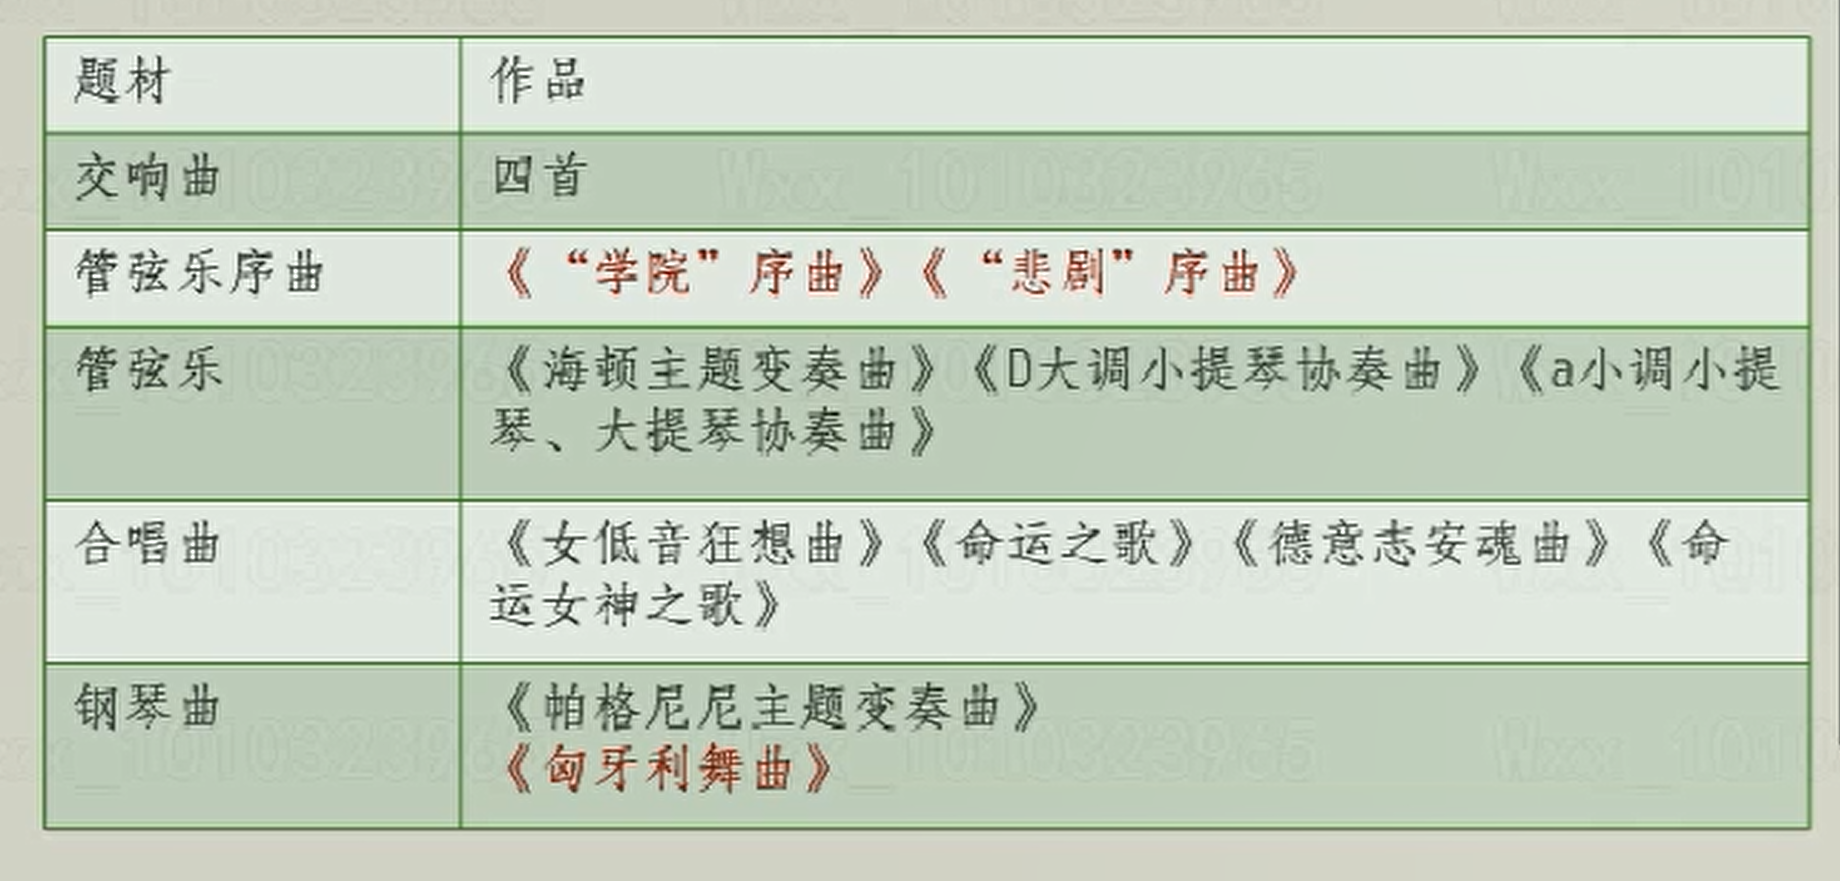 题材 作品
交响曲 四首
管弦乐序曲 《“学院”序曲》《“悲剧”序曲》
管弦乐 《海顿主题变奏曲》《D大调小提琴协奏曲》《a小调小提
琴、大提琴协奏曲》
合唱曲 《女低音狂想曲》《命运之歌》《德意志安魂曲》《命
运女神之歌》
钢琴曲 《帕格尼尼主题变奏曲》
《匈牙利舞曲》
Wxx_1010323965